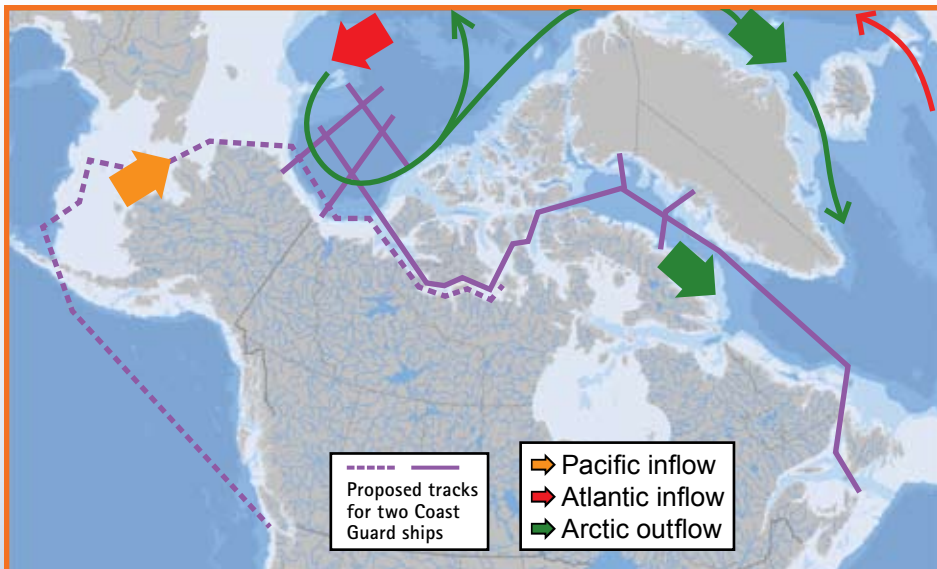 Proposed tracks
for two Coast
Guard ships
Pacific inflow
Atlantic inflow
Arctic outflow